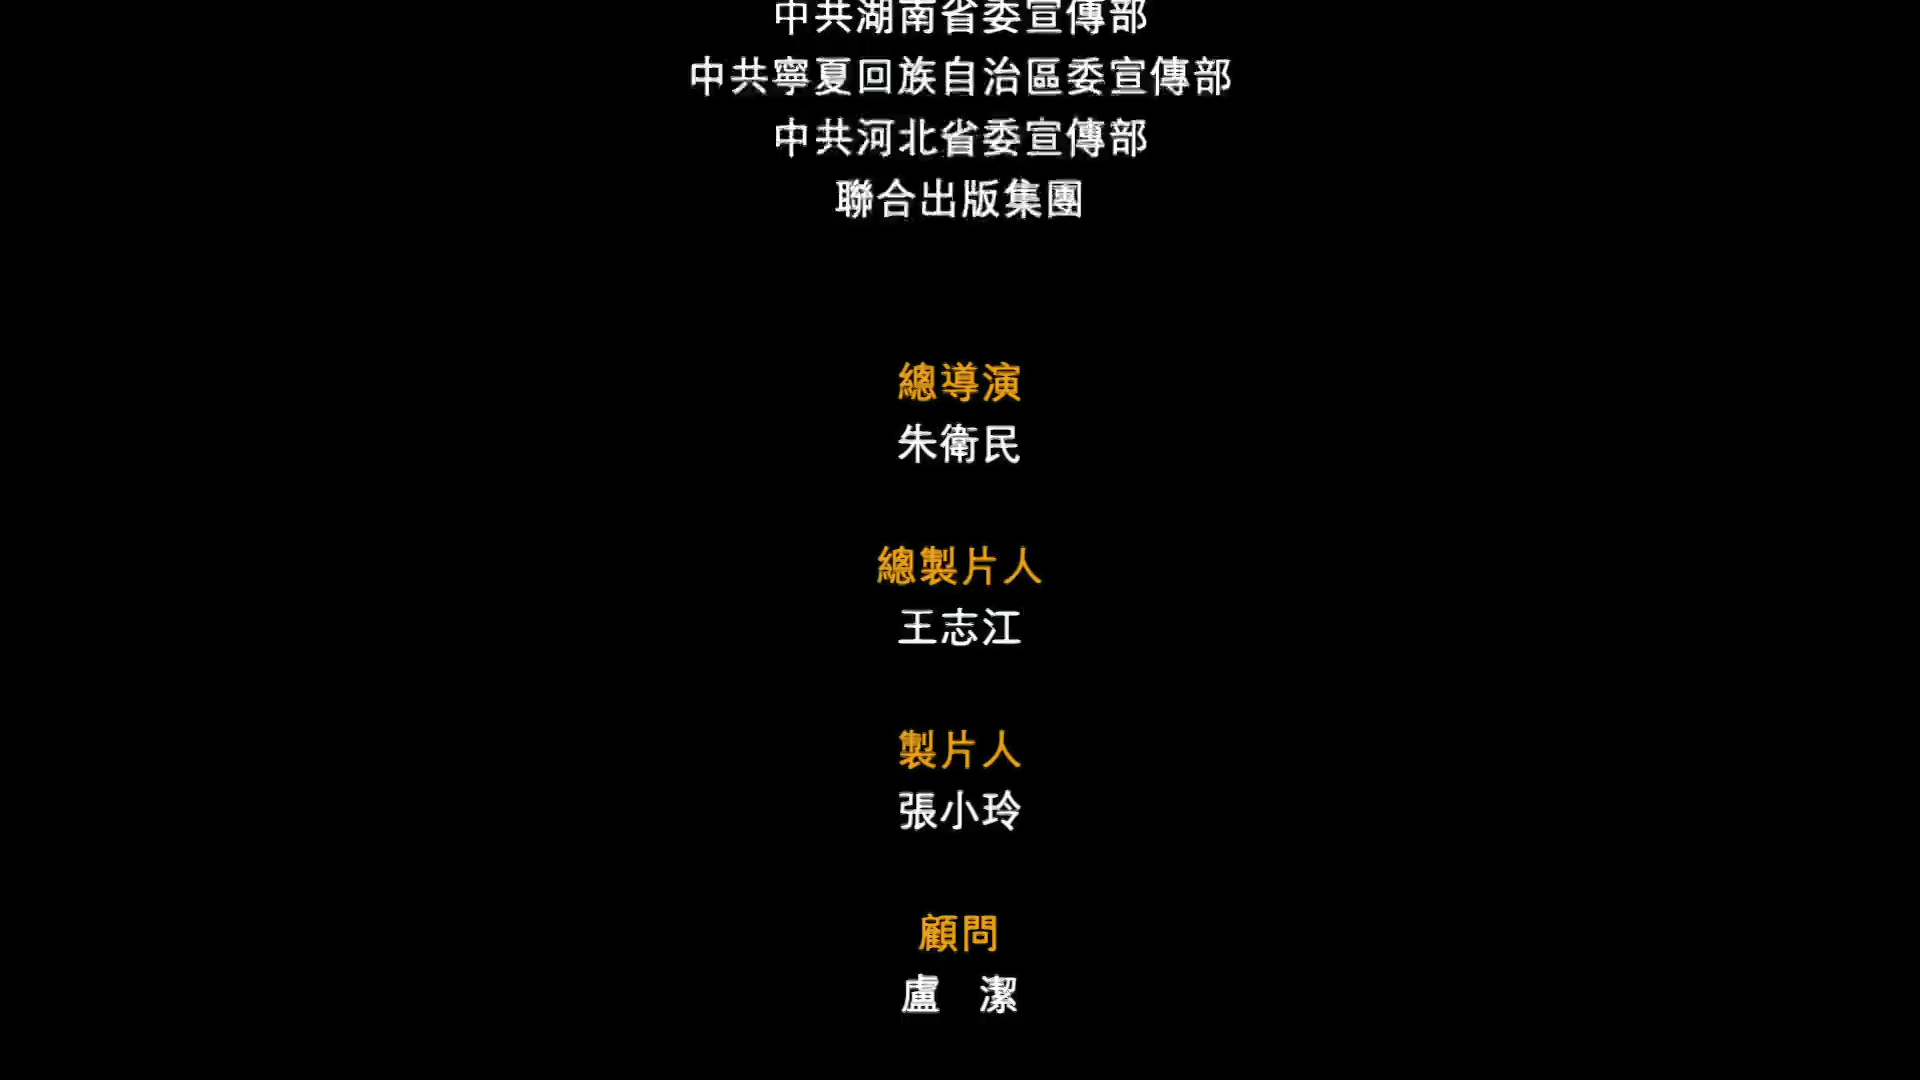 中共湖南省委宣傳部
中共寧夏回族自治區委宣傳部
中共河北省委宣傳部
聯合出版集團
總導演
朱衛民
總製片人
王志江
製片人
張小玲
顧問
盧 潔